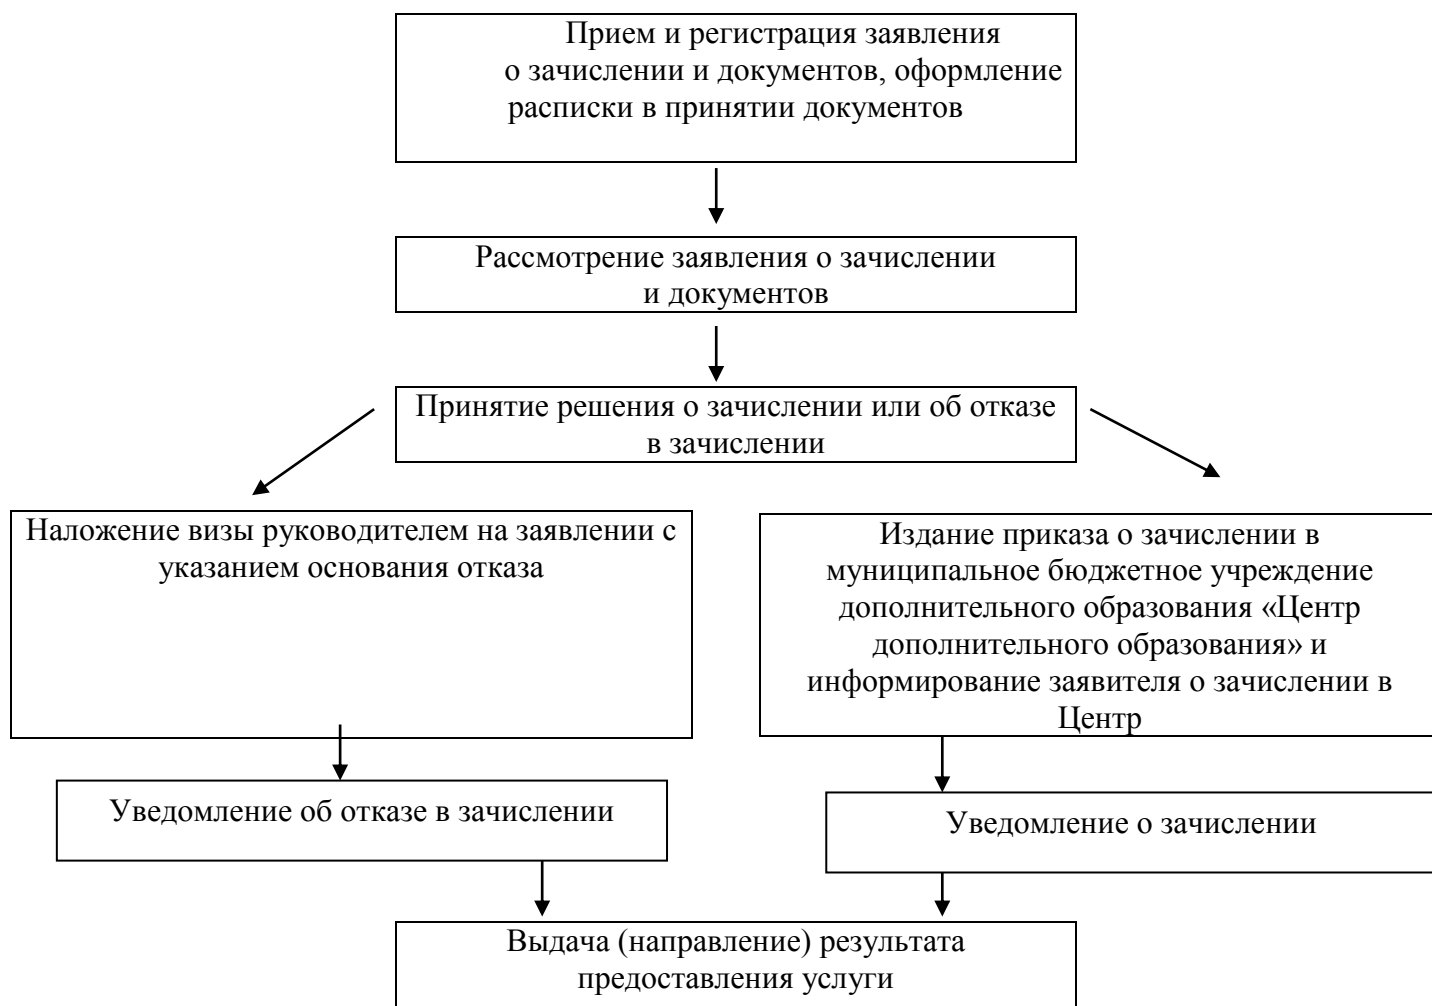 Прием и регистрация заявления
о зачислении и документов, оформление
расписки в принятии документов
Рассмотрение заявления о зачислении
и документов
Принятие решения о зачислении или об отказе
в зачислении
Наложение визы руководителем на заявлении с
указанием основания отказа
Издание приказа о зачислении в
муниципальное бюджетное учреждение
дополнительного образования «Центр
дополнительного образования» и
информирование заявителя о зачислении в
Центр
Уведомление об отказе в зачислении
Уведомление о зачислении
Выдача (направление) результата
предоставления услуги